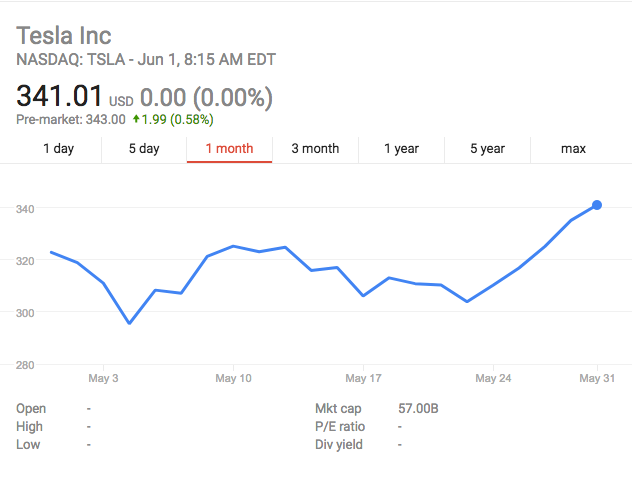 Tesla Inc
NASDAQ: TSLA - Jun 1, 8:15 AM EDT
341.01 USD 0.00 (0.00%)
Pre-market: 343.00 ↑1.99 (0.58%)
1 day 5 day 1 month 3 month 1 year 5 year max
340
320
300
280
May 3 May 10 May 17 May 24 May 31
Open - Mkt cap 57.00B
High - P/E ratio -
Low - Div yield -